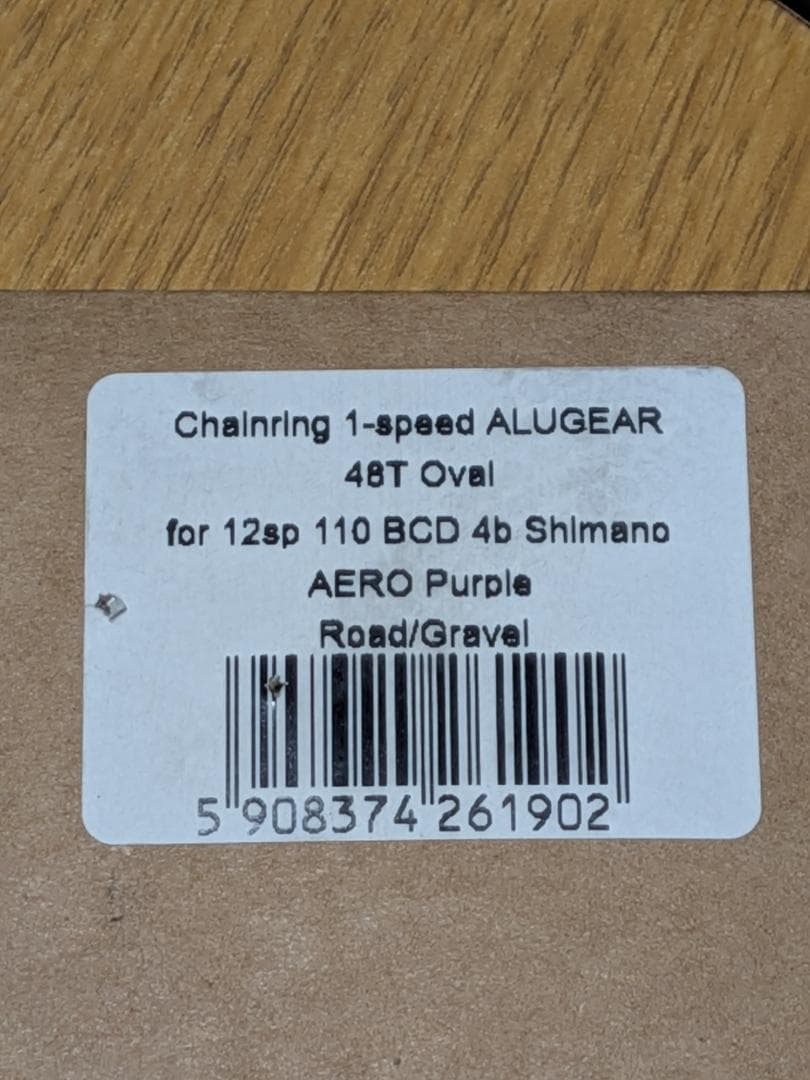 Chainring 1-speed ALUGEAR
48T Oval
for 12sp 110 BCD 4b Shimano
AERO Purple
Road/Gravel
5 908374 261902